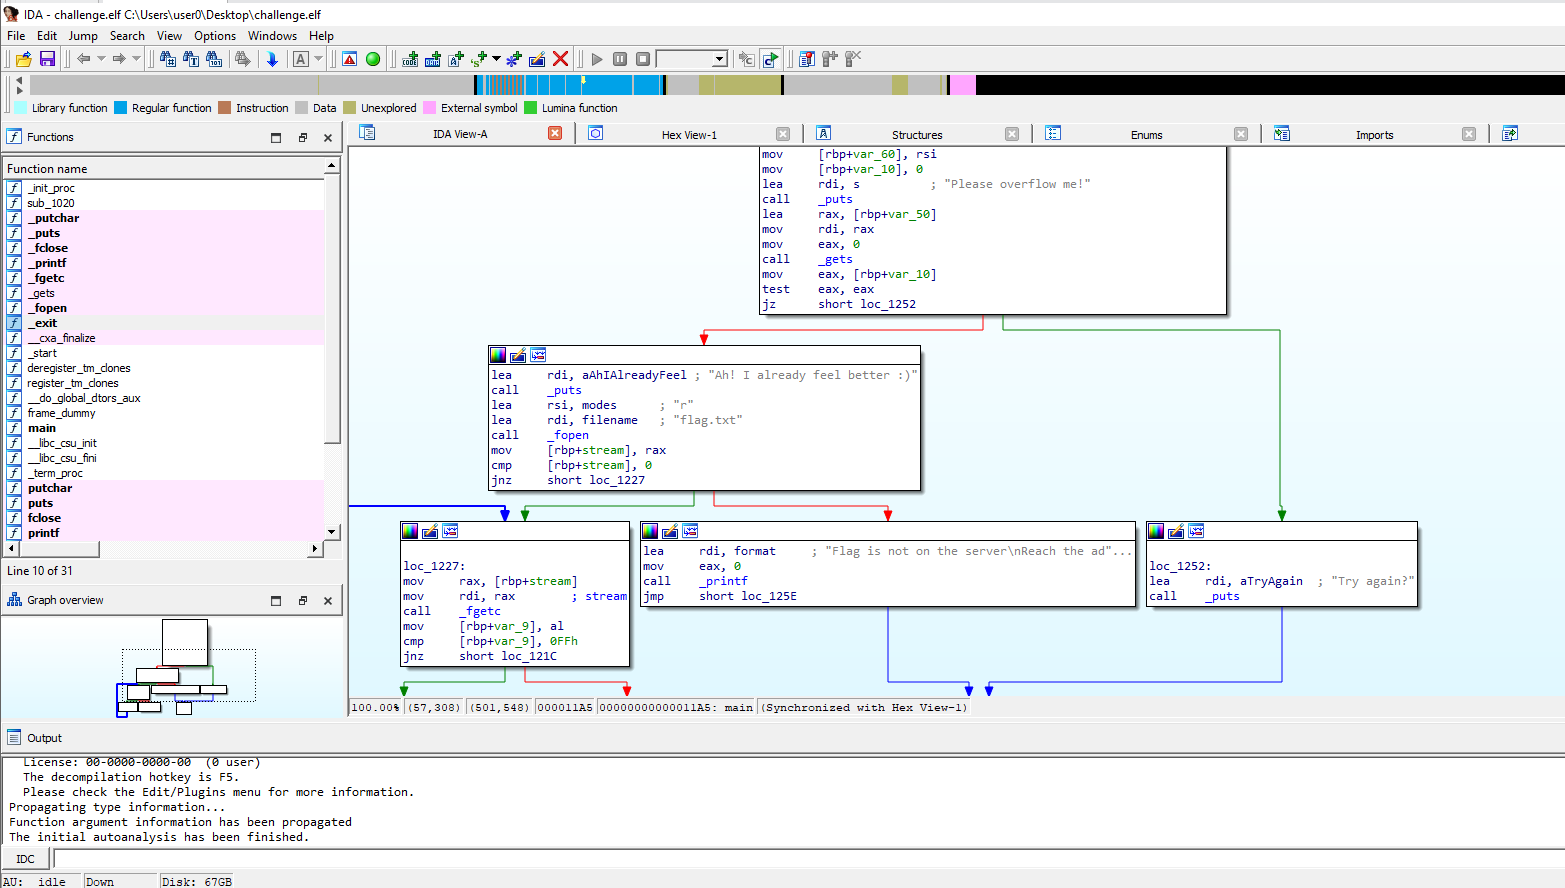 IDA - challenge.elf C:\Users\user0\Desktop\challenge.elf
File Edit Jump Search View Options Windows Help
Library function Regular function Instruction Data Unexplored External symbol Lumina function
Functions
Function name
_init_proc
sub_1020
_putchar
_puts
_fclose
_printf
_fgetc
_gets
_fopen
_exit
__cxa_finalize
_start
deregister_tm_clones
register_tm_clones
__do_global_dtors_aux
frame_dummy
main
__libc_csu_init
__libc_csu_fini
_term_proc
putchar
puts
fclose
printf
Line 10 of 31
Graph overview
IDA View-A Hex View-1 Structures Enums Imports
mov [rbp+var_60], rsi
mov [rbp+var_10], 0
lea rdi, s ; "Please overflow me!"
call _puts
lea rax, [rbp+var_50]
mov rdi, rax
mov eax, 0
call _gets
mov eax, [rbp+var_10]
test eax, eax
jz short loc_1252
lea rdi, aAhIAlreadyFeel ; "Ah! I already feel better :)"
call _puts
lea rsi, modes ; "r"
lea rdi, filename ; "flag.txt"
call _fopen
mov [rbp+stream], rax
cmp [rbp+stream], 0
jnz short loc_1227
loc_1227:
mov rax, [rbp+stream]
mov rdi, rax ; stream
call _fgetc
mov [rbp+var_9], al
cmp [rbp+var_9], 0FFh
jnz short loc_121C
lea rdi, format ; "Flag is not on the server\nReach the ad"...
mov eax, 0
call _printf
jmp short loc_125E
loc_1252:
lea rdi, aTryAgain ; "Try again?"
call _puts
100.00% (57,308) (501,548) 000011A5 00000000000011A5: main (Synchronized with Hex View-1)
Output
License: 00-0000-0000-00 (0 user)
The decompilation hotkey is F5.
Please check the Edit/Plugins menu for more information.
Propagating type information...
Function argument information has been propagated
The initial autoanalysis has been finished.
IDC
AU: idle Down Disk: 67GB